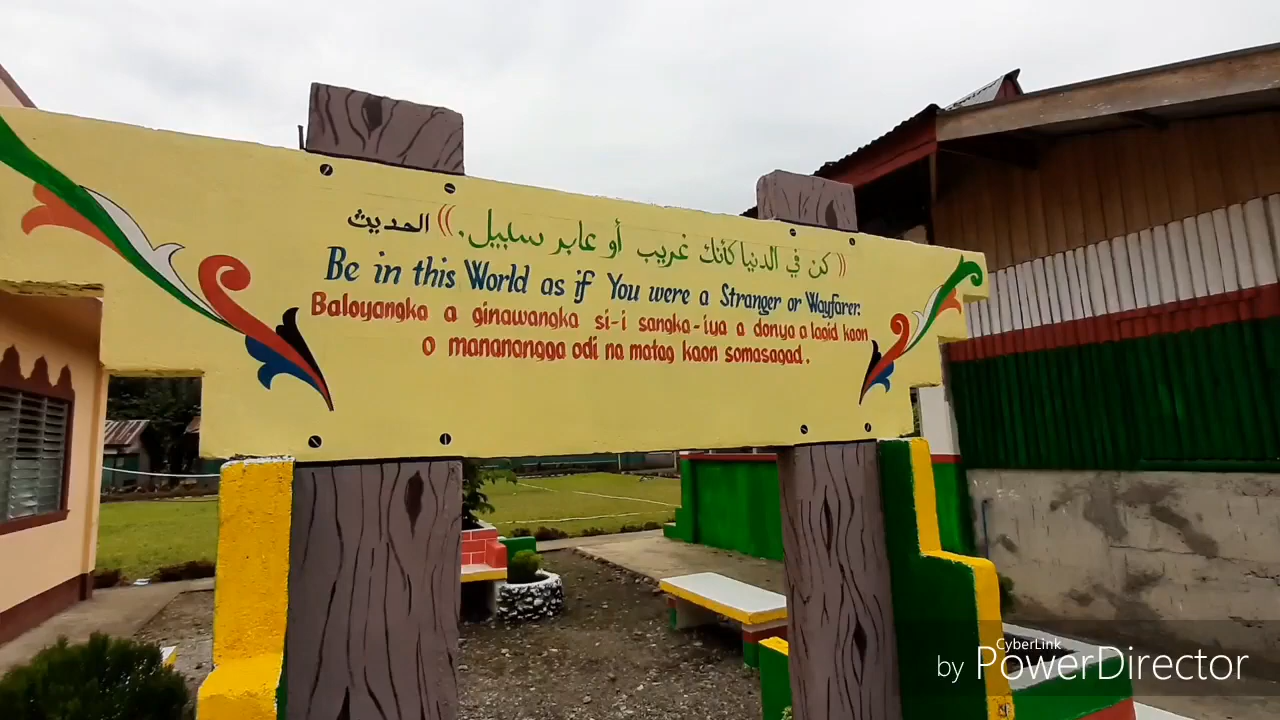 (( كن في الدنيا كأنك غريب أو عابر سبيل. )) الحديث
Be in this World as if You were a Stranger or Wayfarer.
Baloyangka a ginawangka si-i sangka-iya a donya a lagid kaon
o manānangga odi na matag kaon somasagad.
CyberLink
by PowerDirector